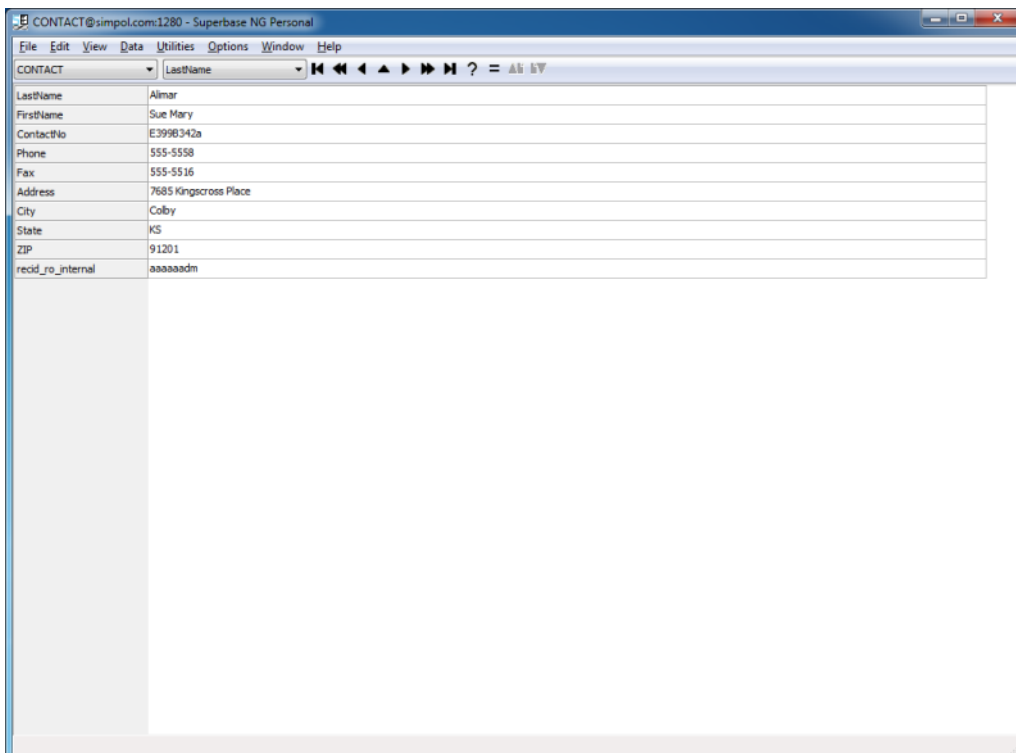 CONTACT@simpol.com:1280 - Superbase NG Personal
File Edit View Data Utilities Options Window Help
CONTACT LastName ? =
LastName Alimar
FirstName Sue Mary
ContactNo E399B342a
Phone 555-5558
Fax 555-5516
Address 7685 Kingscross Place
City Colby
State KS
ZIP 91201
recid_ro_internal aaaaaadm